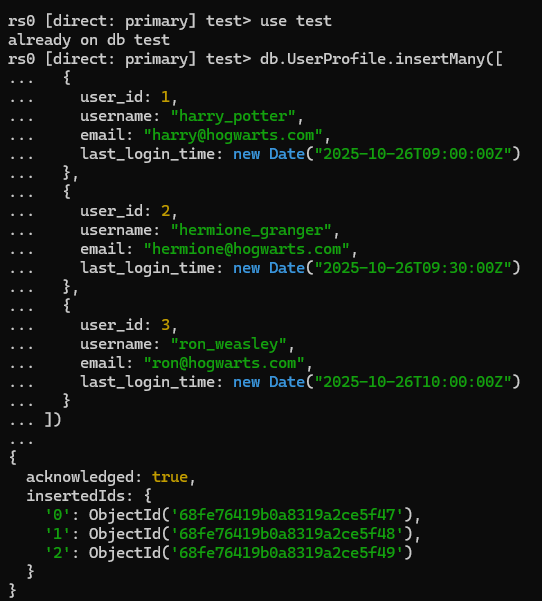 rs0 [direct: primary] test> use test
already on db test
rs0 [direct: primary] test> db.UserProfile.insertMany([
...   {
...     user_id: 1,
...     username: "harry_potter",
...     email: "harry@hogwarts.com",
...     last_login_time: new Date("2025-10-26T09:00:00Z")
...   },
...   {
...     user_id: 2,
...     username: "hermione_granger",
...     email: "hermione@hogwarts.com",
...     last_login_time: new Date("2025-10-26T09:30:00Z")
...   },
...   {
...     user_id: 3,
...     username: "ron_weasley",
...     email: "ron@hogwarts.com",
...     last_login_time: new Date("2025-10-26T10:00:00Z")
...   }
... ])
...
{
  acknowledged: true,
  insertedIds: {
    '0': ObjectId('68fe76419b0a8319a2ce5f47'),
    '1': ObjectId('68fe76419b0a8319a2ce5f48'),
    '2': ObjectId('68fe76419b0a8319a2ce5f49')
  }
}